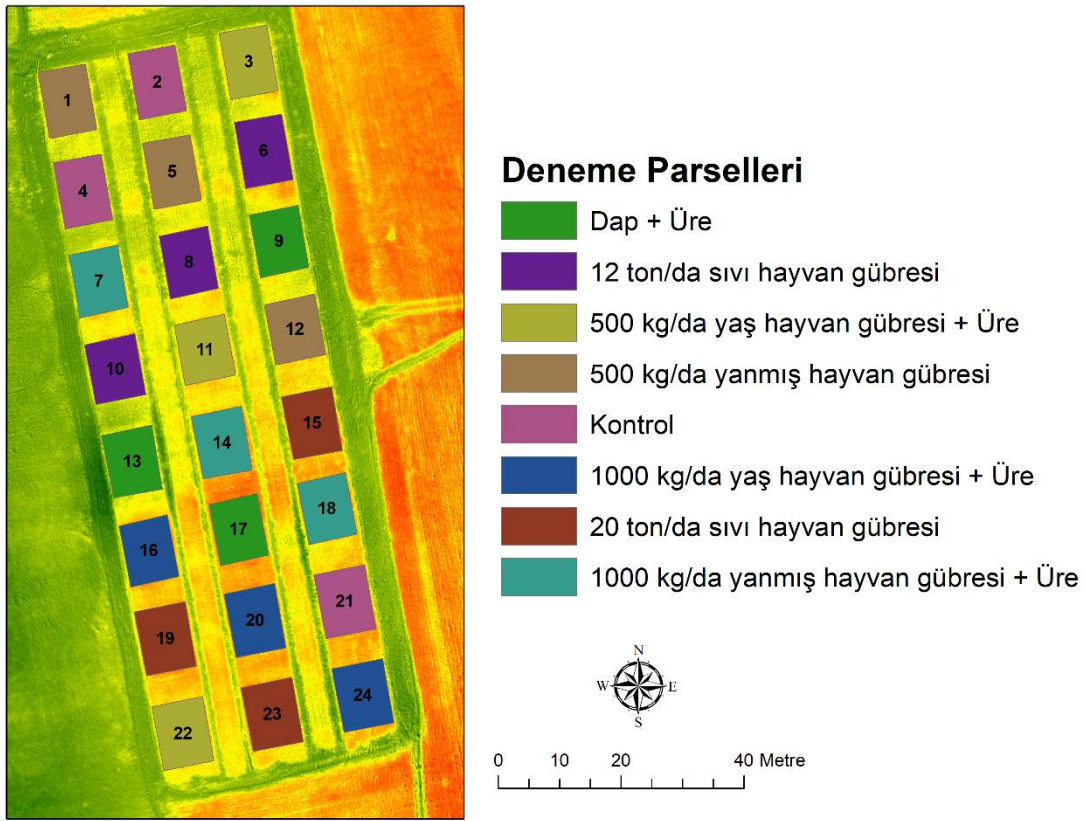 1
2
3
4
5
6
7
8
9
10
11
12
13
14
15
16
17
18
19
20
21
22
23
24
Deneme Parselleri
Dap + Üre
12 ton/da sıvı hayvan gübresi
500 kg/da yaş hayvan gübresi + Üre
500 kg/da yanmış hayvan gübresi
Kontrol
1000 kg/da yaş hayvan gübresi + Üre
20 ton/da sıvı hayvan gübresi
1000 kg/da yanmış hayvan gübresi + Üre
N
W E
S
0 10 20 40 Metre